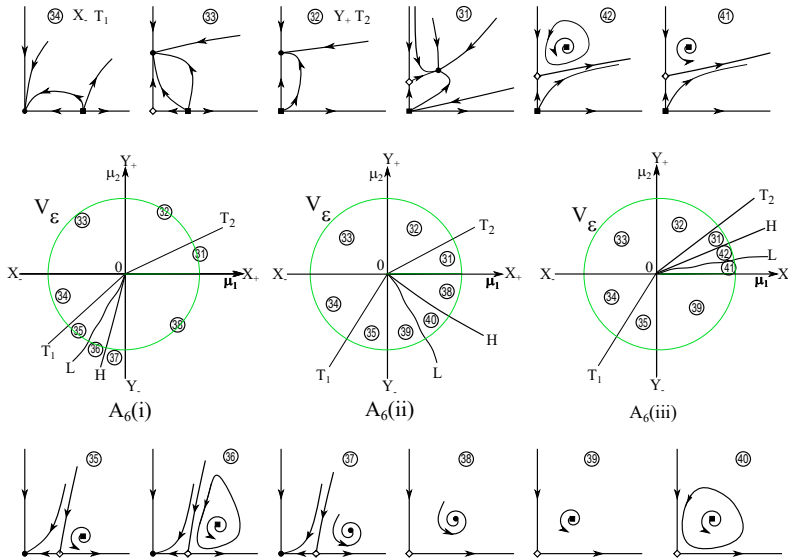 ㉞ X₋ T₁ ㉝ ㉜ Y₊ T₂ ㉛ ㊷ ㊶
Y₊ Y₊ Y₊
μ₂ μ₂ μ₂
V_ε V_ε V_ε
㉝ ㉜ T₂ ㉛
X₋ 0 μ₁ X₊
㉞ ㉟ ㊱ ㊲ ㊳
T₁ L H Y₋
A₆(i)
㉝ ㉜ T₂ ㉛
X₋ 0 μ₁ X₊
㉞ ㉟ ㊴ ㊵ ㊳
T₁ Y₋ L H
A₆(ii)
㉝ ㉜ T₂ H ㉛ ㊷ L ㊶
X₋ 0 μ₁ X₊
㉞ ㉟ ㊴
T₁ Y₋
A₆(iii)
㉟ ㊱ ㊲ ㊳ ㊴ ㊵